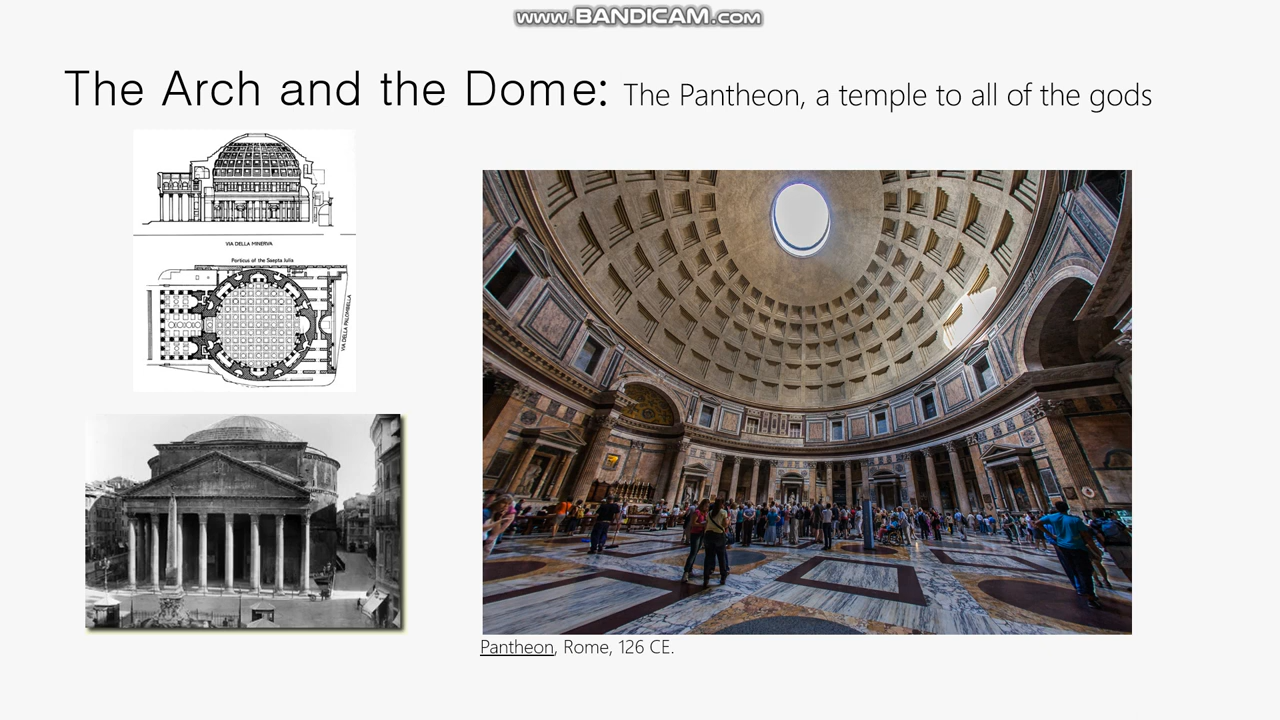 www.BANDICAM.com
The Arch and the Dome: The Pantheon, a temple to all of the gods
VIA DELLA MINERVA
Porticus of the Saepta Iulia
VIA DELLA PALOMBELLA
Pantheon, Rome, 126 CE.